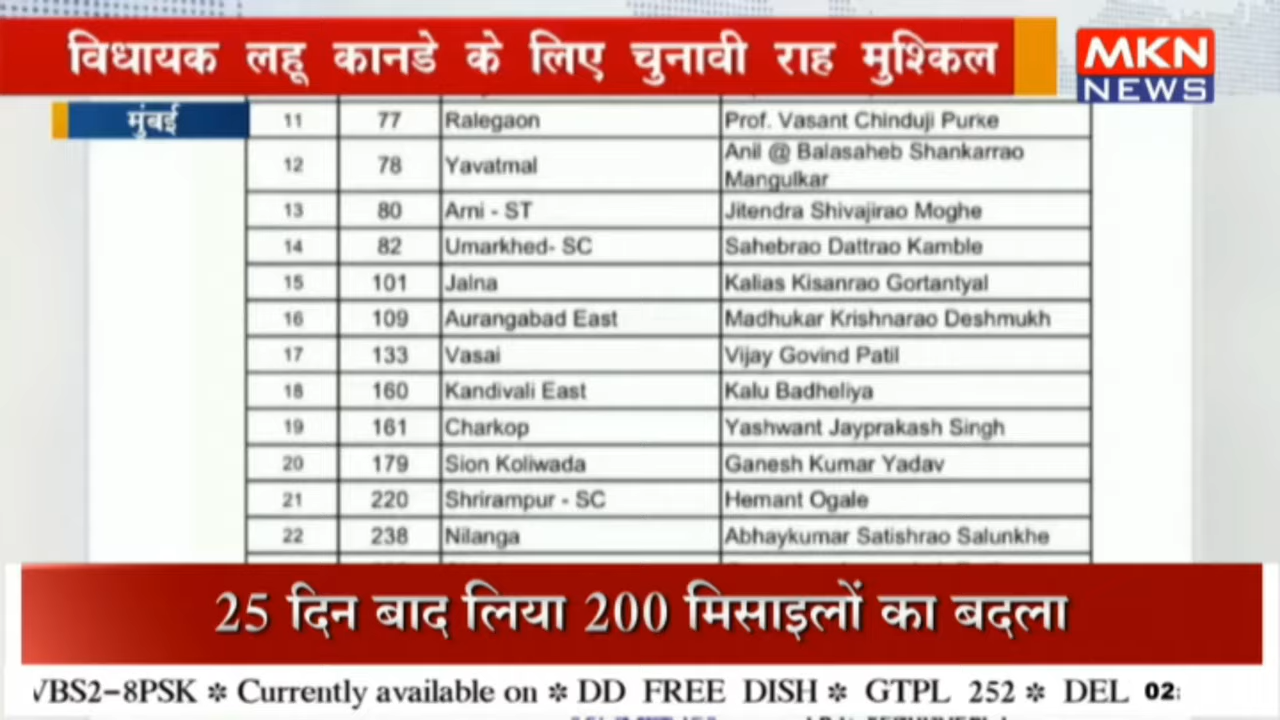 विधायक लहू कानडे के लिए चुनावी राह मुश्किल
MKN
NEWS
मुंबई
11 77 Ralegaon Prof. Vasant Chinduji Purke
12 78 Yavatmal Anil @ Balasaheb Shankarrao
Mangulkar
13 80 Arni - ST Jitendra Shivajirao Moghe
14 82 Umarkhed- SC Sahebrao Dattrao Kamble
15 101 Jalna Kalias Kisanrao Gortantyal
16 109 Aurangabad East Madhukar Krishnarao Deshmukh
17 133 Vasai Vijay Govind Patil
18 160 Kandivali East Kalu Badheliya
19 161 Charkop Yashwant Jayprakash Singh
20 179 Sion Koliwada Ganesh Kumar Yadav
21 220 Shrirampur - SC Hemant Ogale
22 238 Nilanga Abhaykumar Satishrao Salunkhe
25 दिन बाद लिया 200 मिसाइलों का बदला
VBS2-8PSK * Currently available on * DD FREE DISH * GTPL 252 * DEL 02: